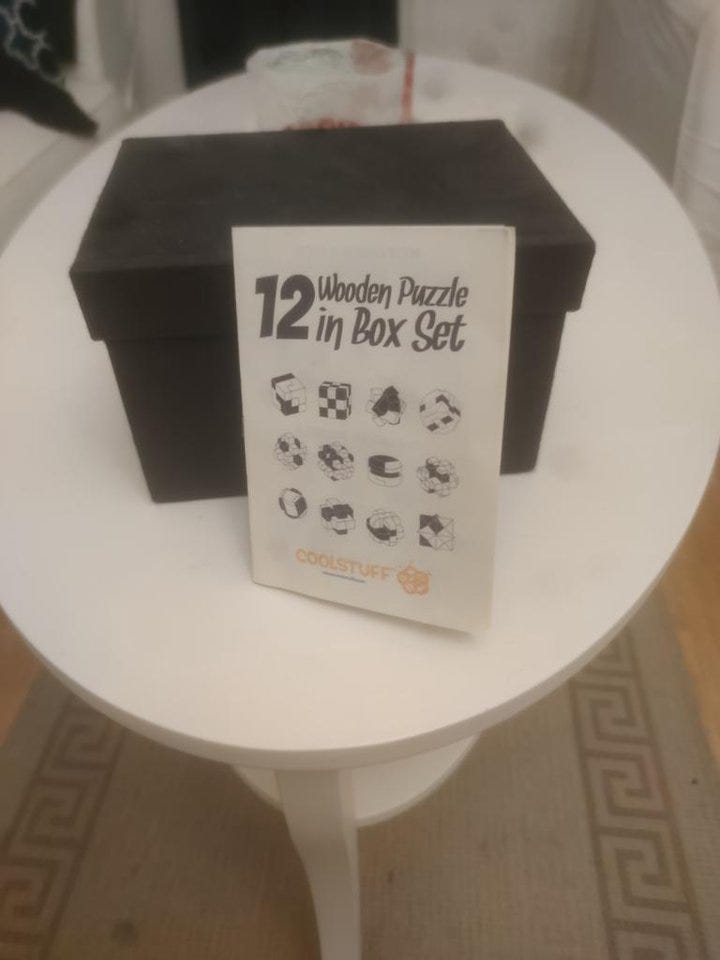 12 Wooden Puzzle
in Box Set
COOLSTUFF